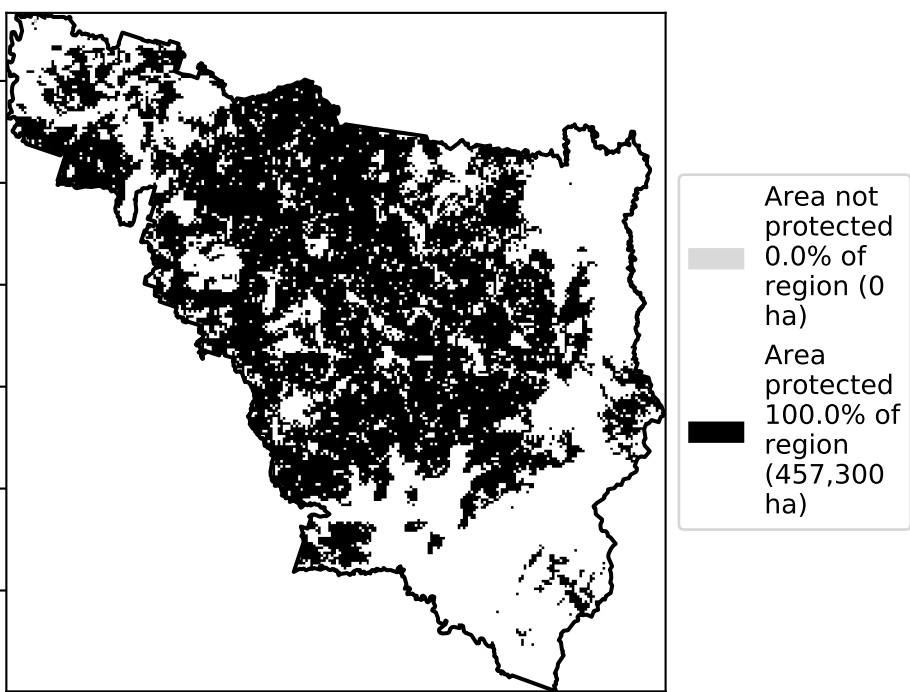 Area not
protected
0.0% of
region (0
ha)
Area
protected
100.0% of
region
(457,300
ha)